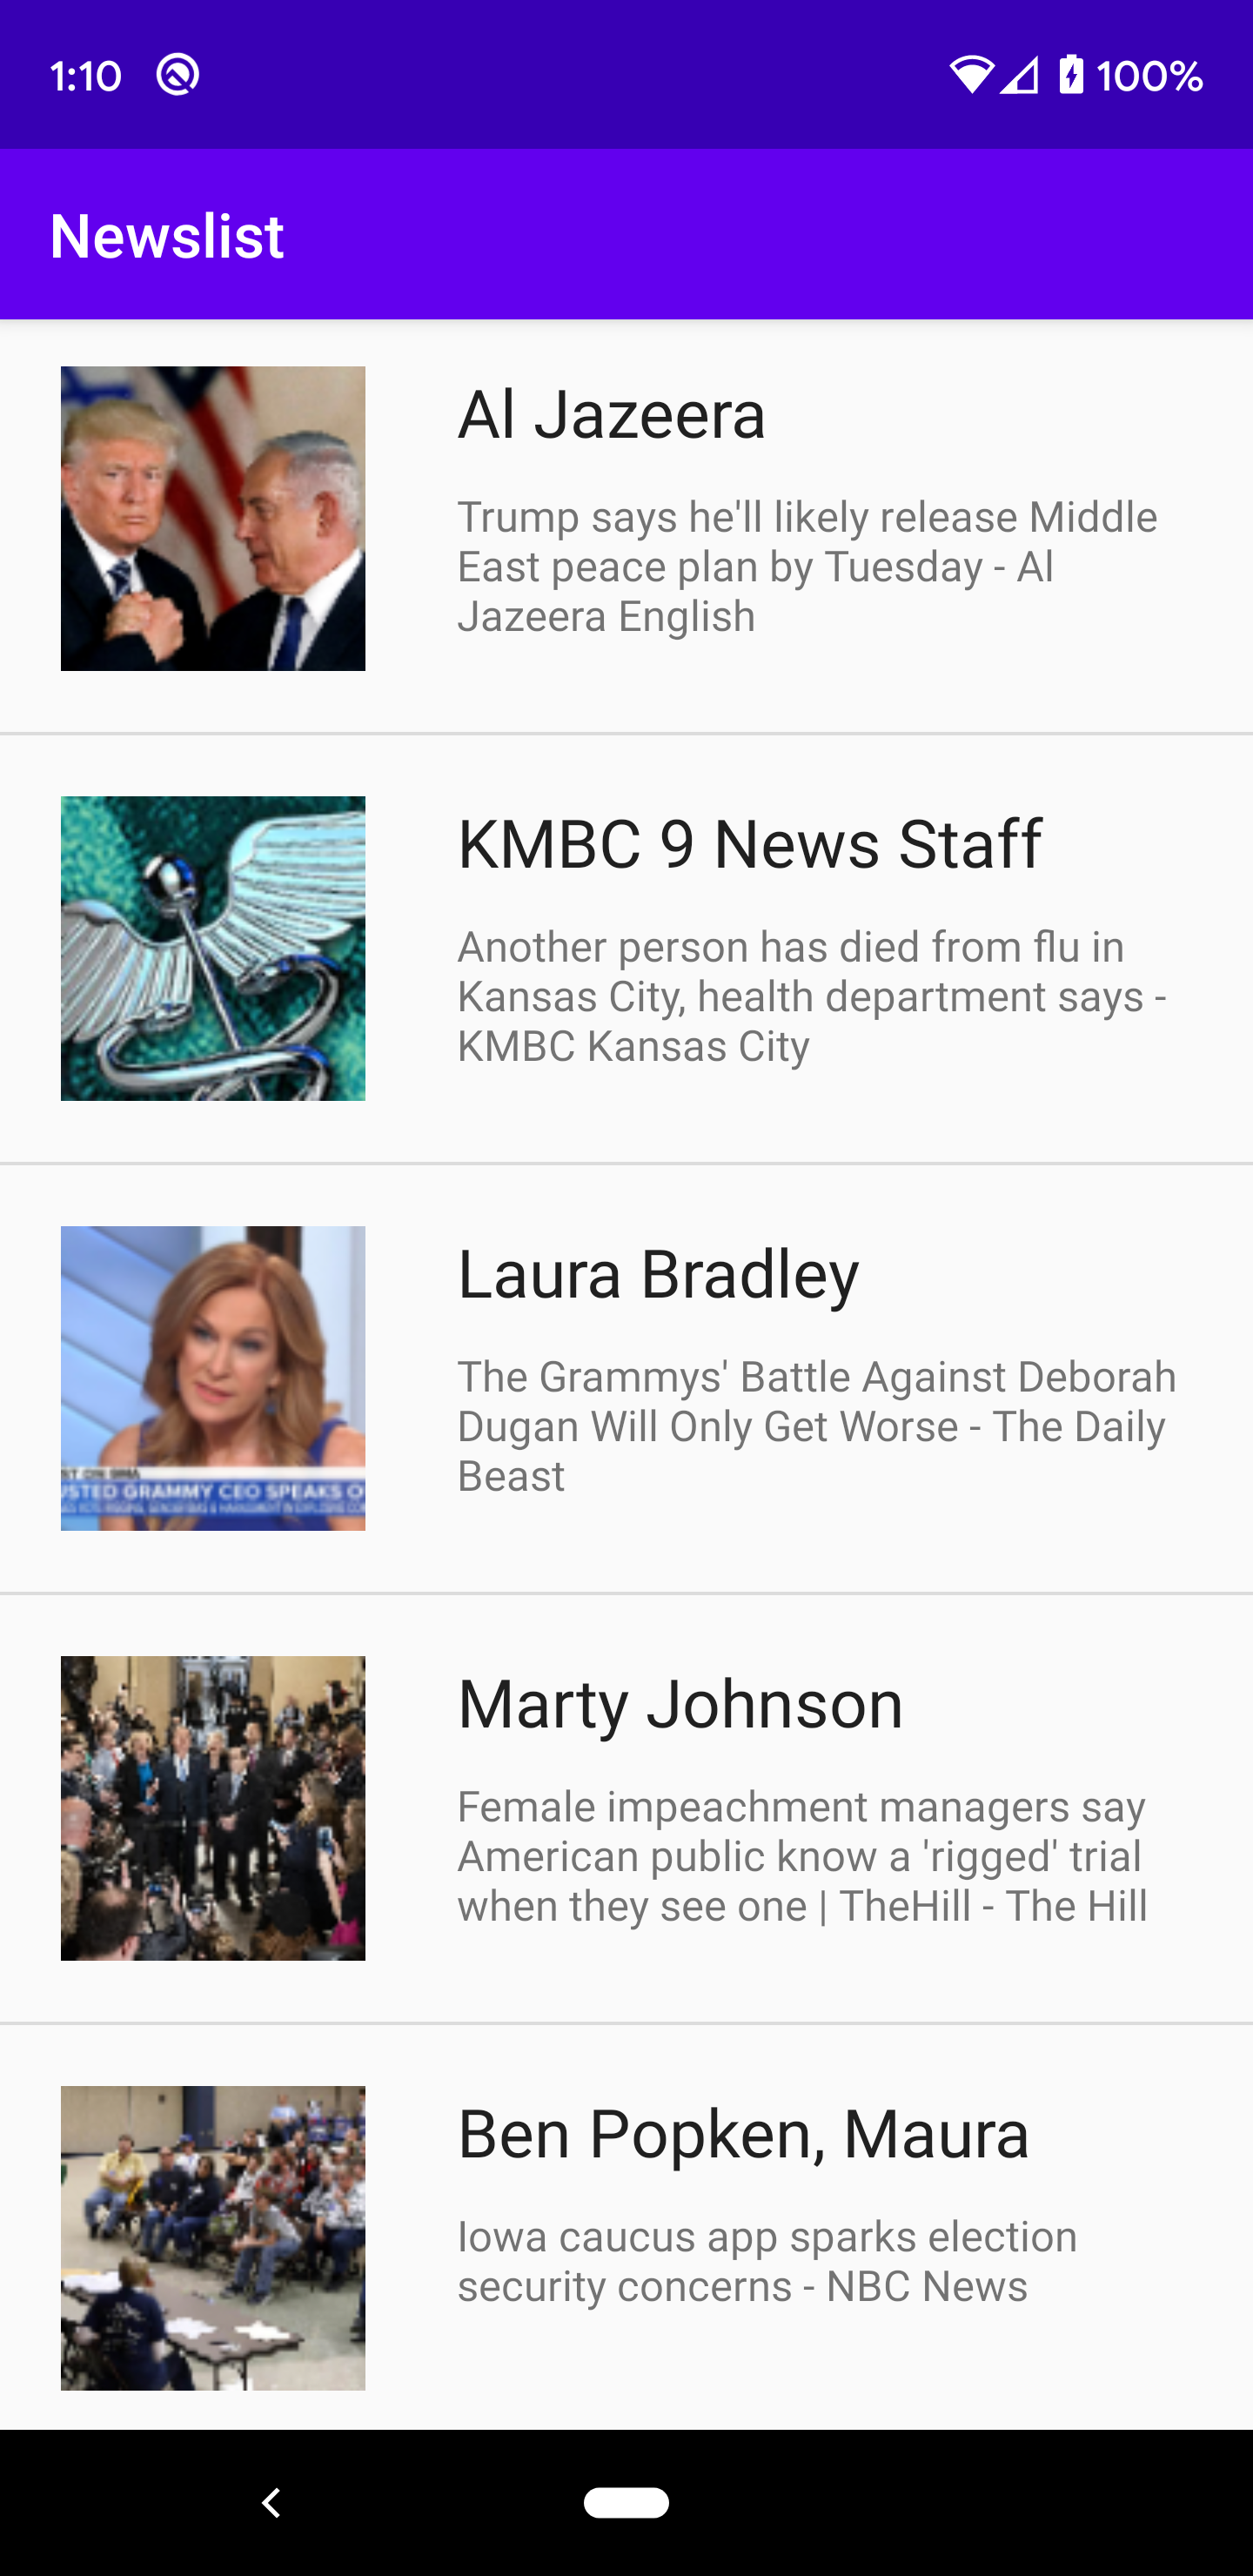 1:10
100%
Newslist
Al Jazeera
Trump says he'll likely release Middle
East peace plan by Tuesday - Al
Jazeera English
KMBC 9 News Staff
Another person has died from flu in
Kansas City, health department says -
KMBC Kansas City
Laura Bradley
The Grammys' Battle Against Deborah
Dugan Will Only Get Worse - The Daily
Beast
ST ON GMA
USTED GRAMMY CEO SPEAKS O
Marty Johnson
Female impeachment managers say
American public know a 'rigged' trial
when they see one | TheHill - The Hill
Ben Popken, Maura
Iowa caucus app sparks election
security concerns - NBC News